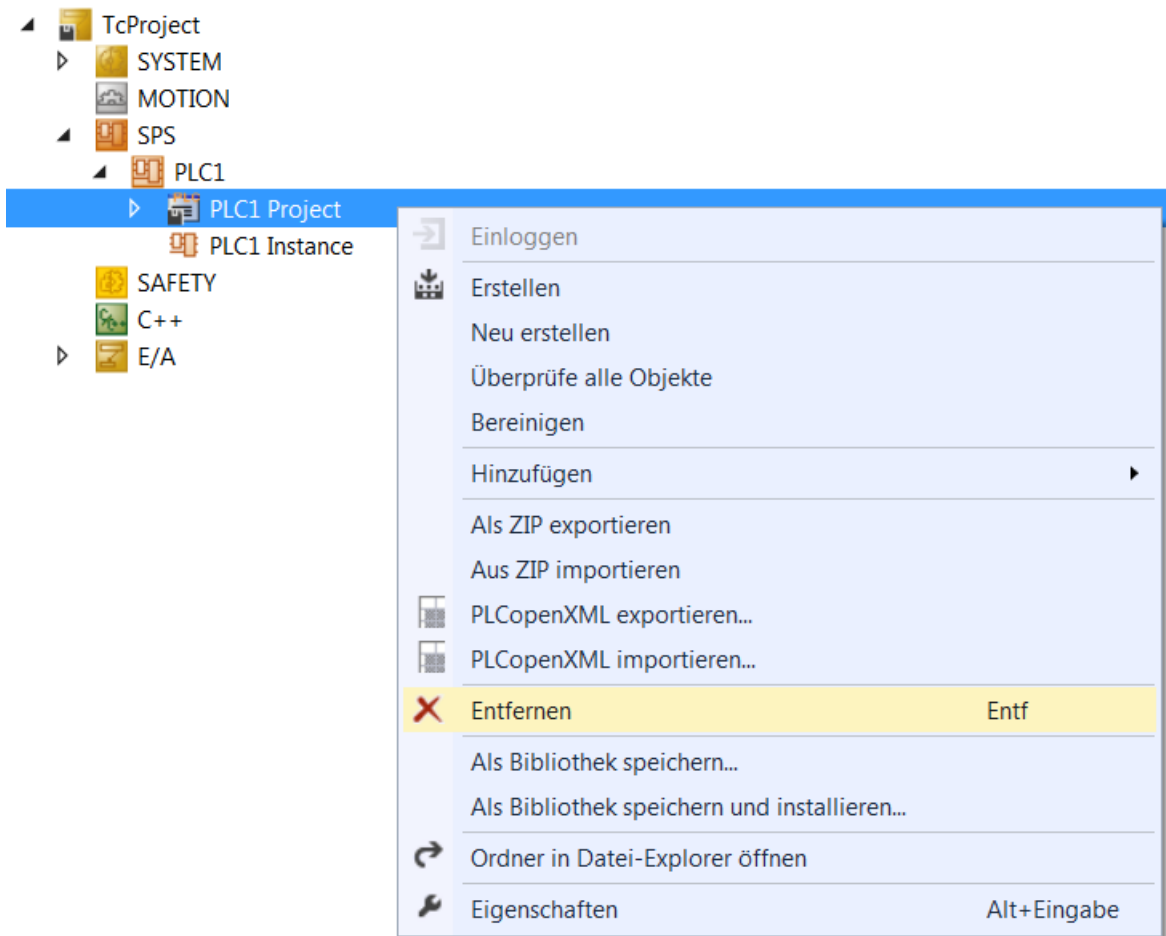 TcProject
SYSTEM
MOTION
SPS
PLC1
PLC1 Project
PLC1 Instance
SAFETY
C++
E/A
Einloggen
Erstellen
Neu erstellen
Überprüfe alle Objekte
Bereinigen
Hinzufügen
Als ZIP exportieren
Aus ZIP importieren
PLCopenXML exportieren...
PLCopenXML importieren...
Entfernen Entf
Als Bibliothek speichern...
Als Bibliothek speichern und installieren...
Ordner in Datei-Explorer öffnen
Eigenschaften Alt+Eingabe